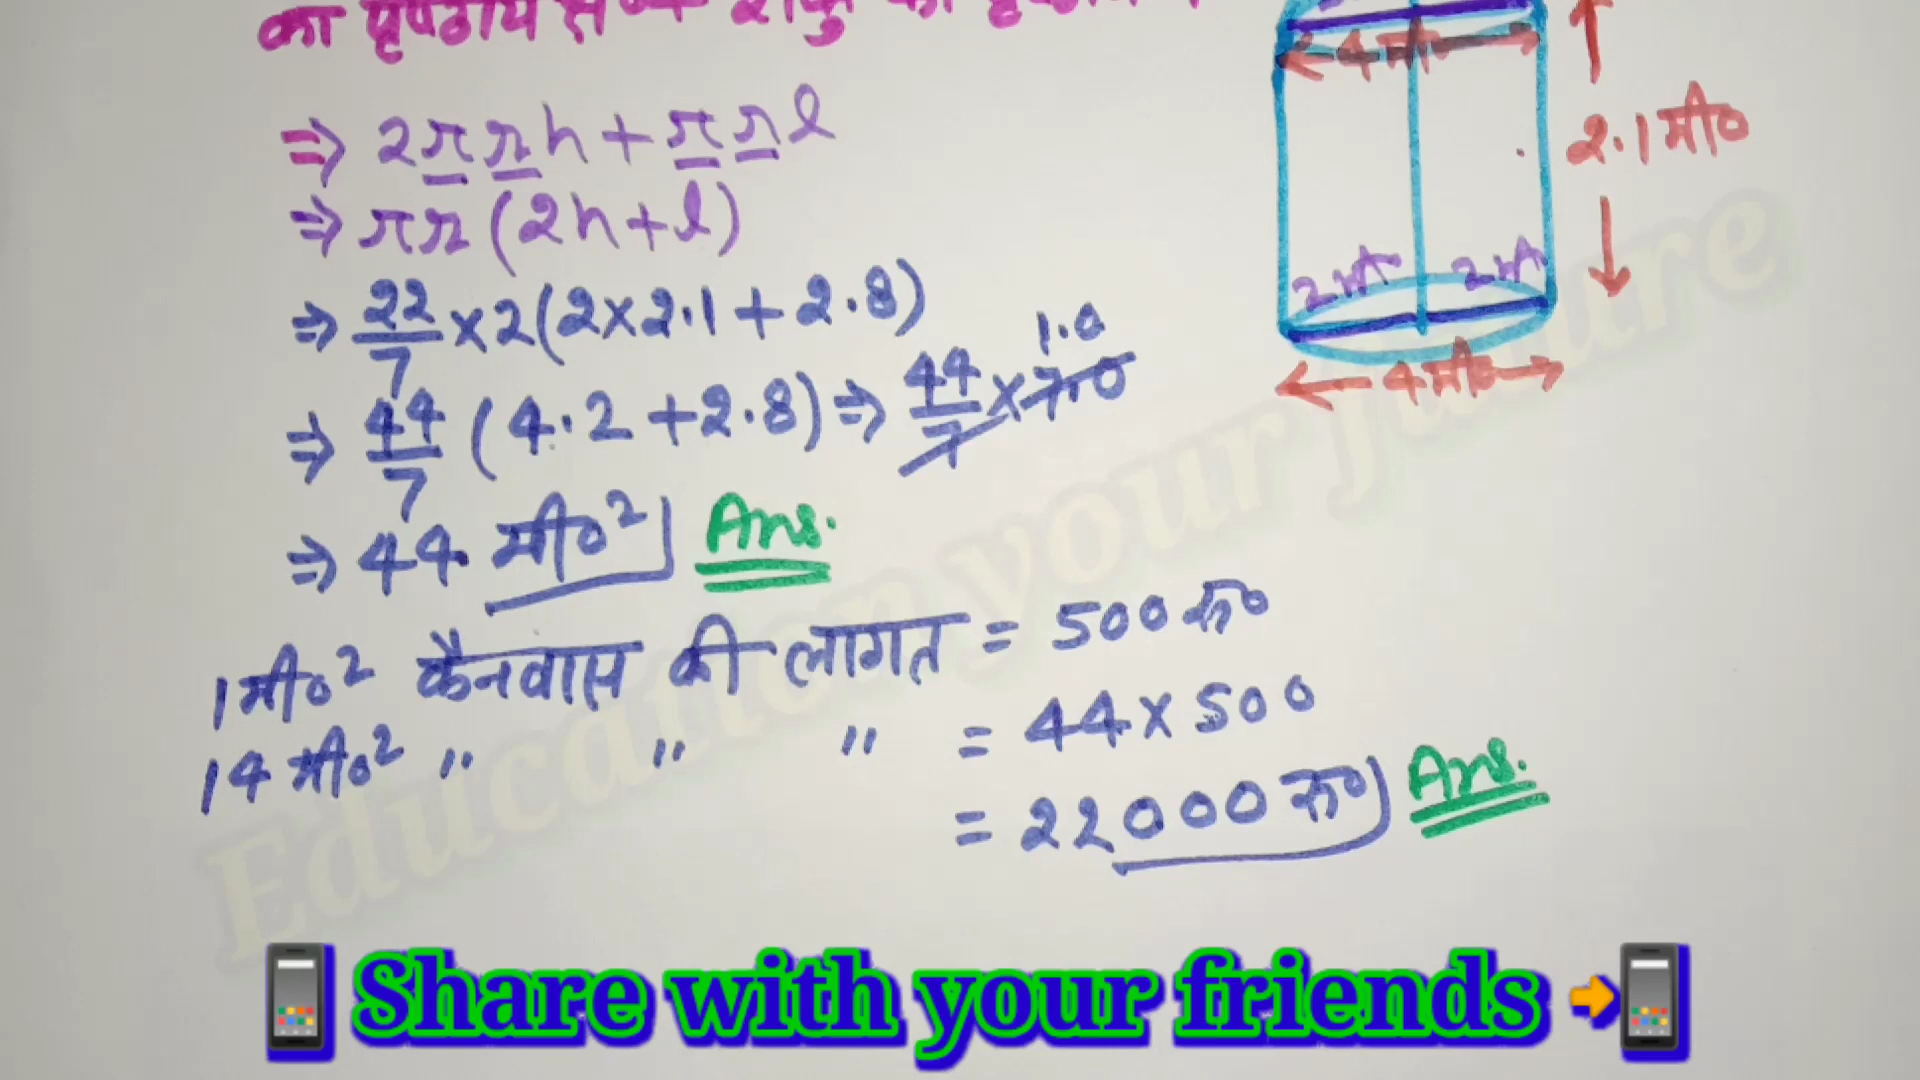 का पृष्ठीय
⇒ 2πrh + πrl
⇒ πr (2h + l)
⇒ 22/7 × 2 (2 × 2.1 + 2.8)
⇒ 44/7 (4.2 + 2.8) ⇒ 44/7 × 7.0 1.0
⇒ 44 मी०² Ans.
1 मी०² कैनवास की लागत = 500 रु०
14 मी०² " " " = 44 × 500
= 22000 रु० Ans.
4 मी०
2.1 मी०
2 मी० 2 मी०
4 मी०
Education your future
Share with your friends